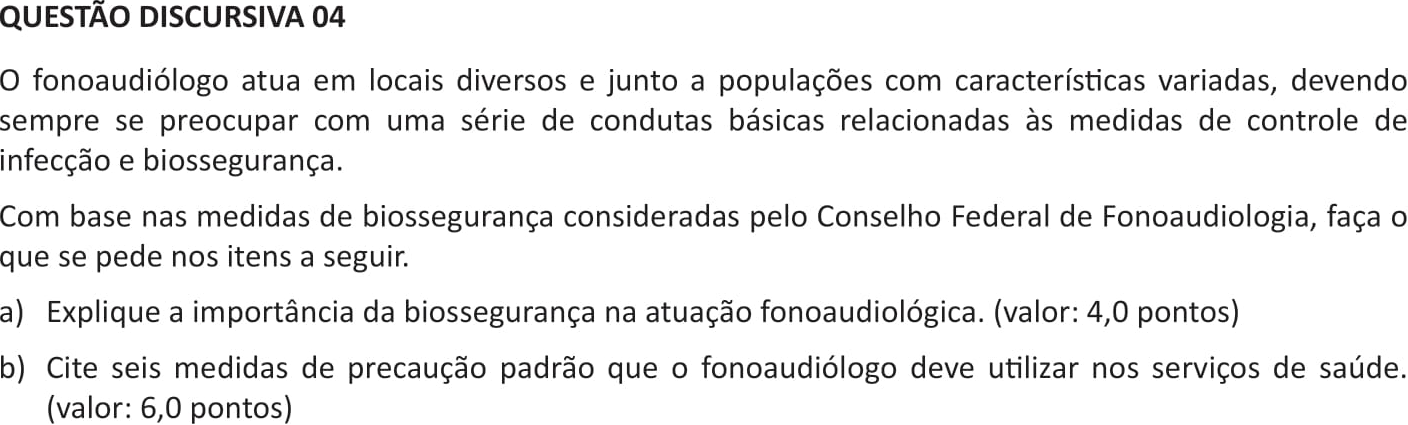 QUESTÃO DISCURSIVA 04
O fonoaudiólogo atua em locais diversos e junto a populações com características variadas, devendo
sempre se preocupar com uma série de condutas básicas relacionadas às medidas de controle de
infecção e biossegurança.
Com base nas medidas de biossegurança consideradas pelo Conselho Federal de Fonoaudiologia, faça o
que se pede nos itens a seguir.
a) Explique a importância da biossegurança na atuação fonoaudiológica. (valor: 4,0 pontos)
b) Cite seis medidas de precaução padrão que o fonoaudiólogo deve utilizar nos serviços de saúde.
(valor: 6,0 pontos)